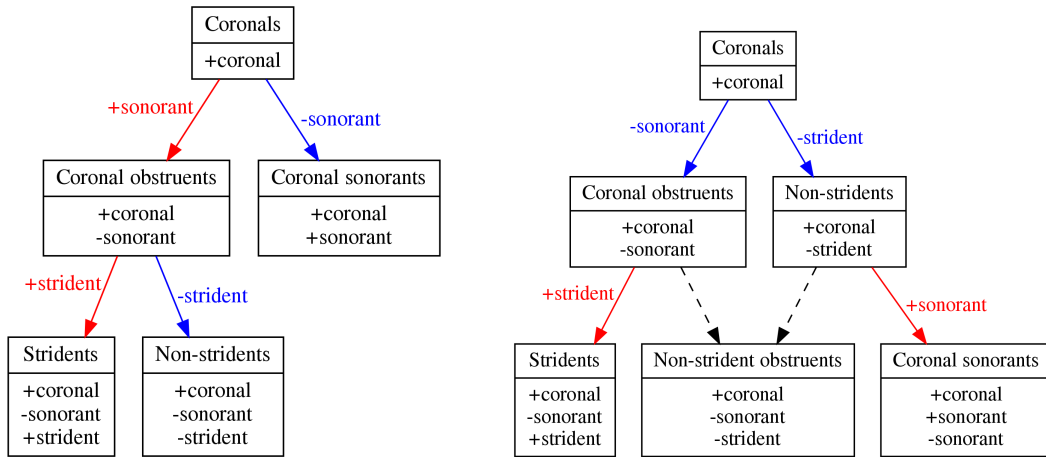 Coronals
+coronal
+sonorant
-sonorant
Coronal obstruents
+coronal
-sonorant
Coronal sonorants
+coronal
+sonorant
+strident
-strident
Stridents
+coronal
-sonorant
+strident
Non-stridents
+coronal
-sonorant
-strident
Coronals
+coronal
-sonorant
-strident
Coronal obstruents
+coronal
-sonorant
Non-stridents
+coronal
-strident
+strident
+sonorant
Stridents
+coronal
-sonorant
+strident
Non-strident obstruents
+coronal
-sonorant
-strident
Coronal sonorants
+coronal
+sonorant
-sonorant